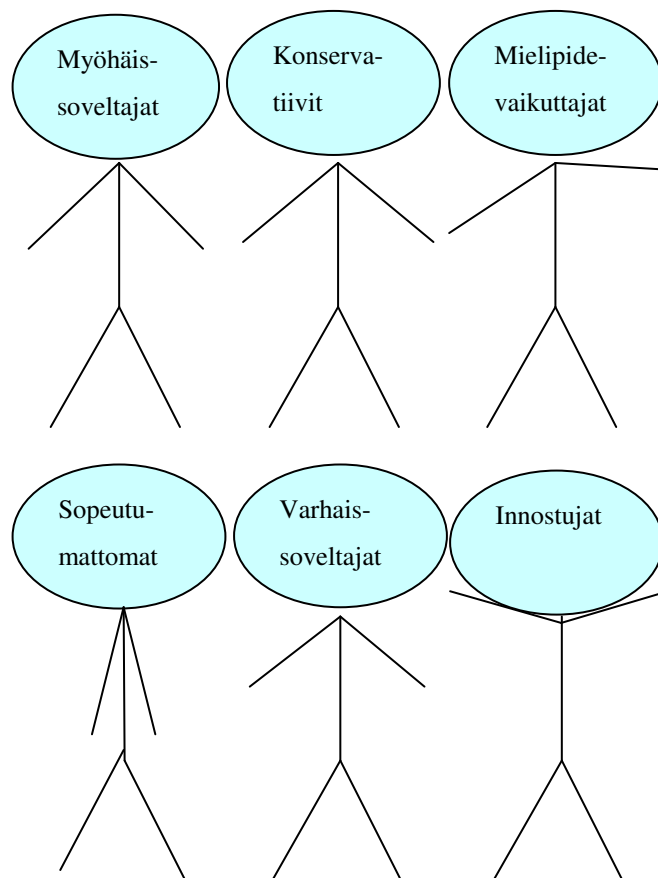 Myöhäis-
soveltajat
Konserva-
tiivit
Mielipide-
vaikuttajat
Sopeutu-
mattomat
Varhais-
soveltajat
Innostujat